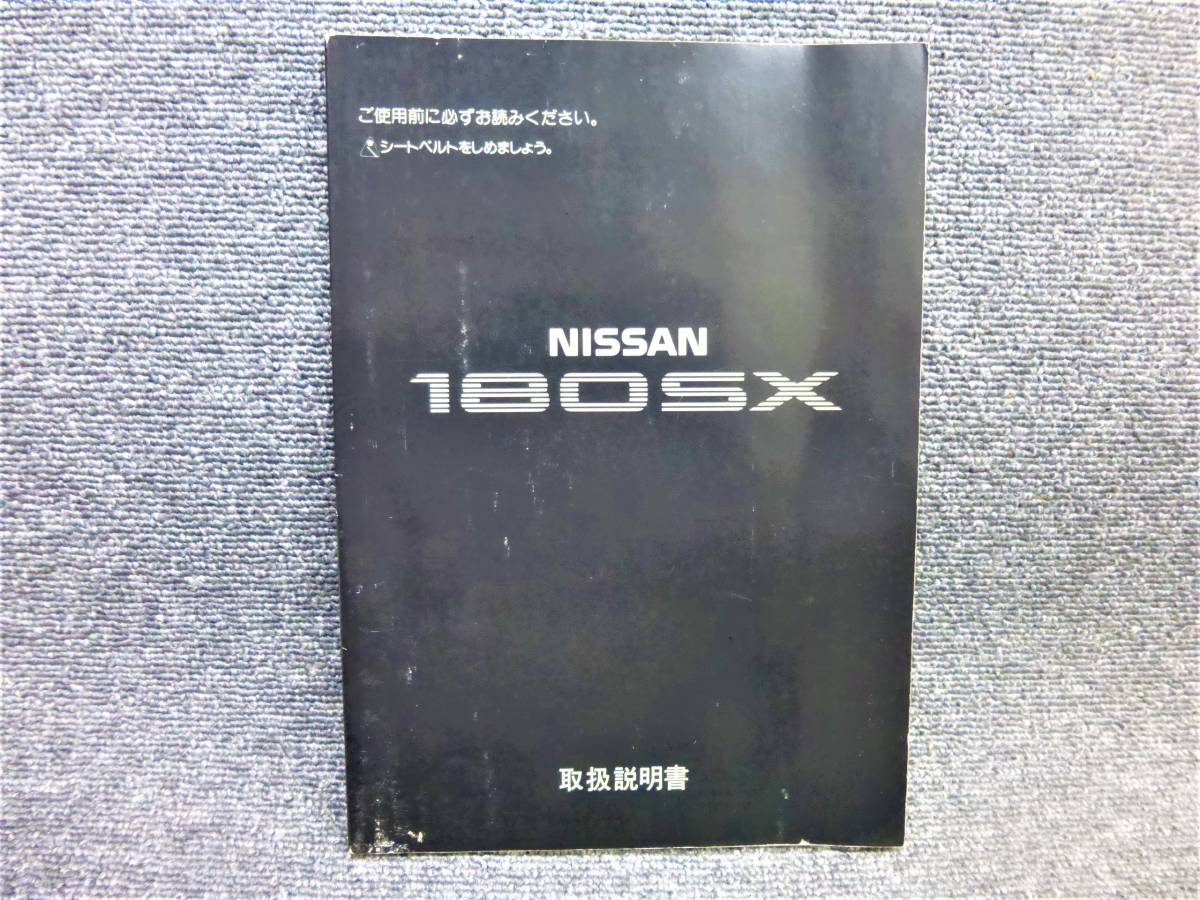 ご使用前に必ずお読みください。
シートベルトをしめましょう。
NISSAN
180SX
取扱説明書